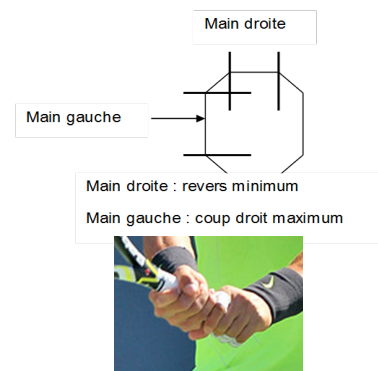 Main droite
Main gauche
Main droite : revers minimum
Main gauche : coup droit maximum